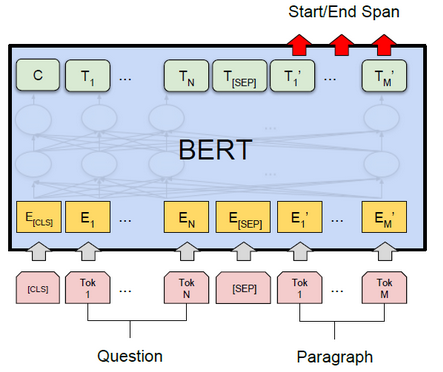 Start/End Span
C T1 ... TN T[SEP] T1' ... TM'
BERT
E[CLS] E1 ... EN E[SEP] E1' ... EM'
[CLS] Tok 1 ... Tok N [SEP] Tok 1 ... Tok M
Question Paragraph